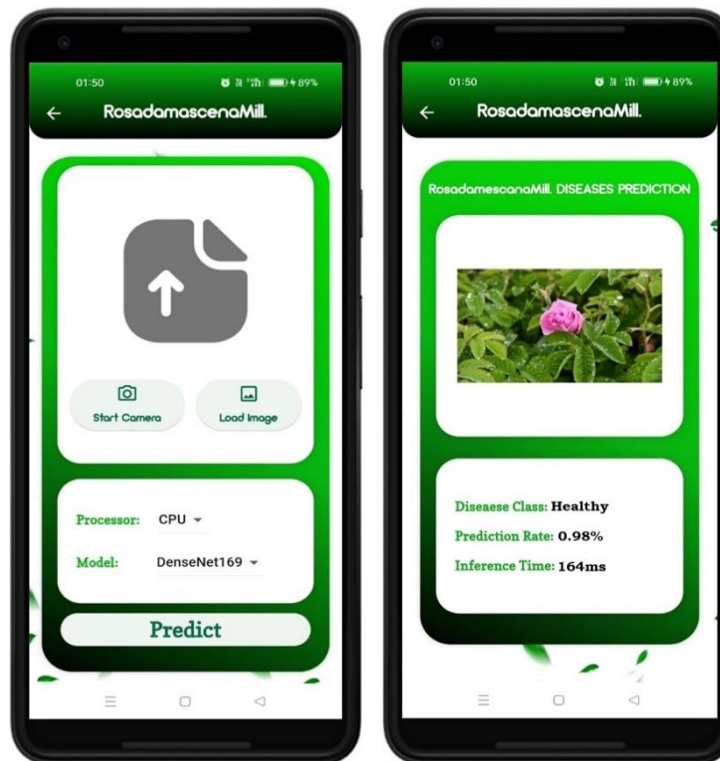 01:50
89%
RosadamascenaMill.
Start Camera
Load Image
Processor: CPU
Model: DenseNet169
Predict
01:50
89%
RosadamascenaMill.
RosadamescanaMill. DISEASES PREDICTION
Diseaese Class: Healthy
Prediction Rate: 0.98%
Inference Time: 164ms